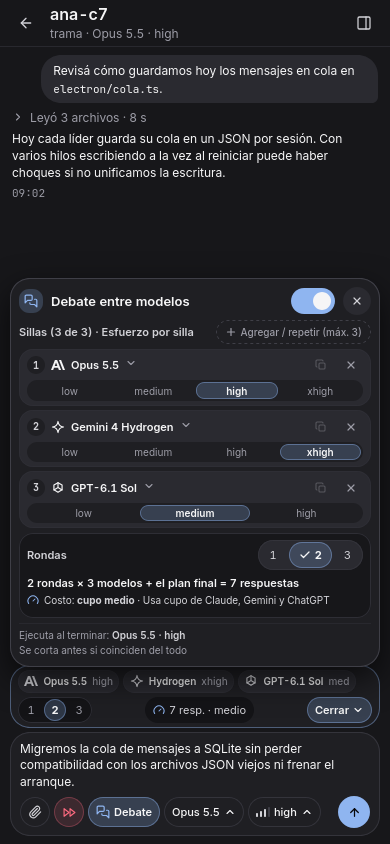 ana-c7
trama · Opus 5.5 · high
Revisá cómo guardamos hoy los mensajes en cola en
electron/cola.ts.
Leyó 3 archivos · 8 s
Hoy cada líder guarda su cola en un JSON por sesión. Con
varios hilos escribiendo a la vez al reiniciar puede haber
choques si no unificamos la escritura.
09:02
Debate entre modelos
Sillas (3 de 3) · Esfuerzo por silla
Agregar / repetir (máx. 3)
1 Opus 5.5
low medium high xhigh
2 Gemini 4 Hydrogen
low medium high xhigh
3 GPT-6.1 Sol
low medium high
Rondas 1 2 3
2 rondas × 3 modelos + el plan final = 7 respuestas
Costo: cupo medio · Usa cupo de Claude, Gemini y ChatGPT
Ejecuta al terminar: Opus 5.5 · high
Se corta antes si coinciden del todo
Opus 5.5 high Hydrogen xhigh GPT-6.1 Sol med
1 2 3 7 resp. · medio Cerrar
Migremos la cola de mensajes a SQLite sin perder
compatibilidad con los archivos JSON viejos ni frenar el
arranque.
Debate Opus 5.5 high